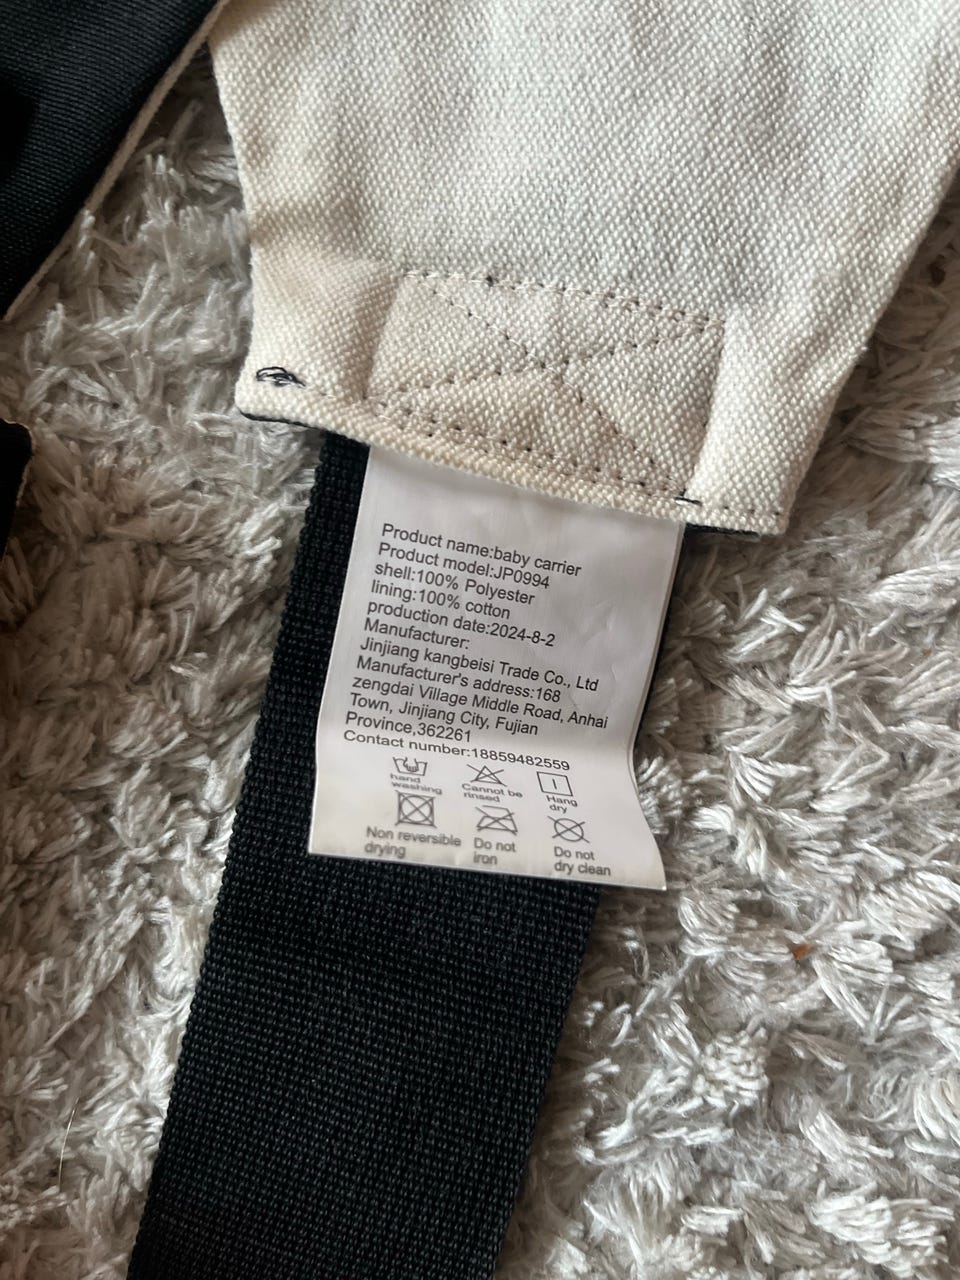 Product name:baby carrier
Product model:JP0994
shell:100% Polyester
lining:100% cotton
production date:2024-8-2
Manufacturer:
Jinjiang kangbeisi Trade Co., Ltd
Manufacturer's address:168
zengdai Village Middle Road, Anhai
Town, Jinjiang City, Fujian
Province,362261
Contact number:18859482559
hand
washing
Cannot be
rinsed
Hang
dry
Non reversible
drying
Do not
iron
Do not
dry clean